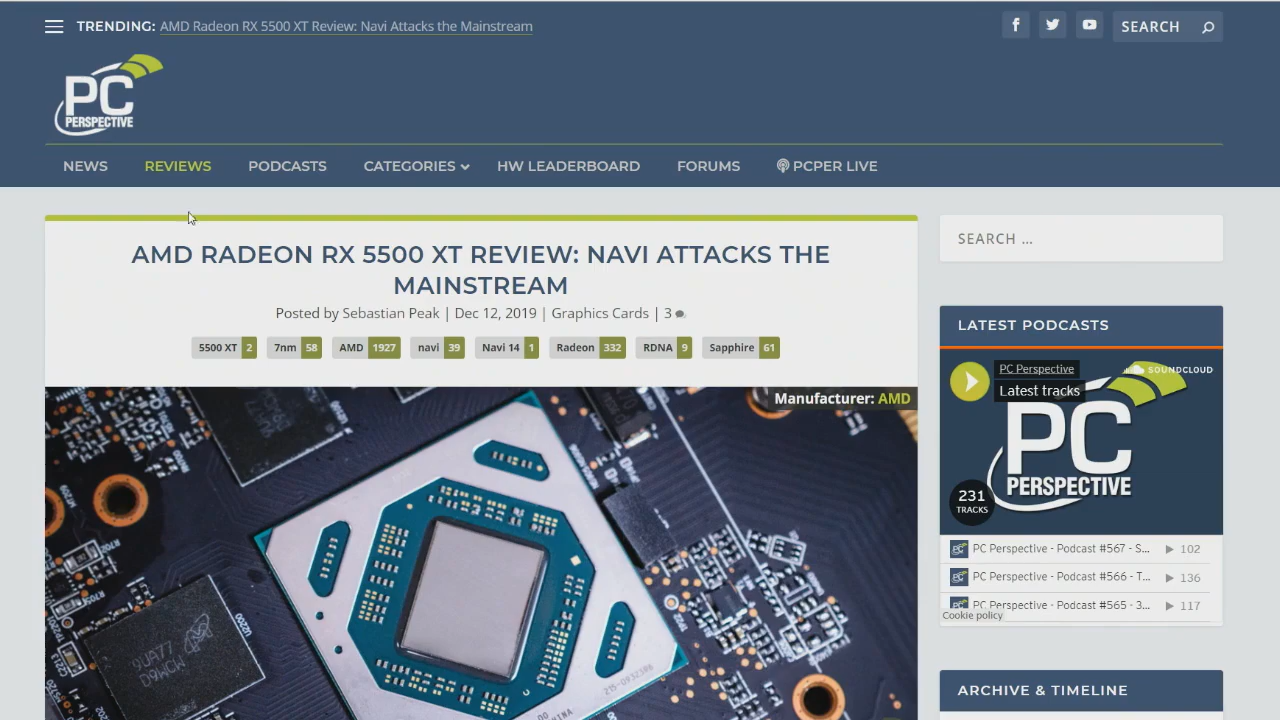 TRENDING: AMD Radeon RX 5500 XT Review: Navi Attacks the Mainstream
SEARCH
PC
PERSPECTIVE
NEWS REVIEWS PODCASTS CATEGORIES HW LEADERBOARD FORUMS PCPER LIVE
AMD RADEON RX 5500 XT REVIEW: NAVI ATTACKS THE
MAINSTREAM
Posted by Sebastian Peak | Dec 12, 2019 | Graphics Cards | 3
5500 XT 2 7nm 58 AMD 1927 navi 39 Navi 14 1 Radeon 332 RDNA 9 Sapphire 61
Manufacturer: AMD
9UA77
D9WCW
U2000
SEARCH ...
LATEST PODCASTS
PC Perspective
SOUNDCLOUD
Latest tracks
PC
PERSPECTIVE
231
TRACKS
PC Perspective - Podcast #567 - S... 102
PC Perspective - Podcast #566 - T... 136
PC Perspective - Podcast #565 - 3... 117
Cookie policy
ARCHIVE & TIMELINE